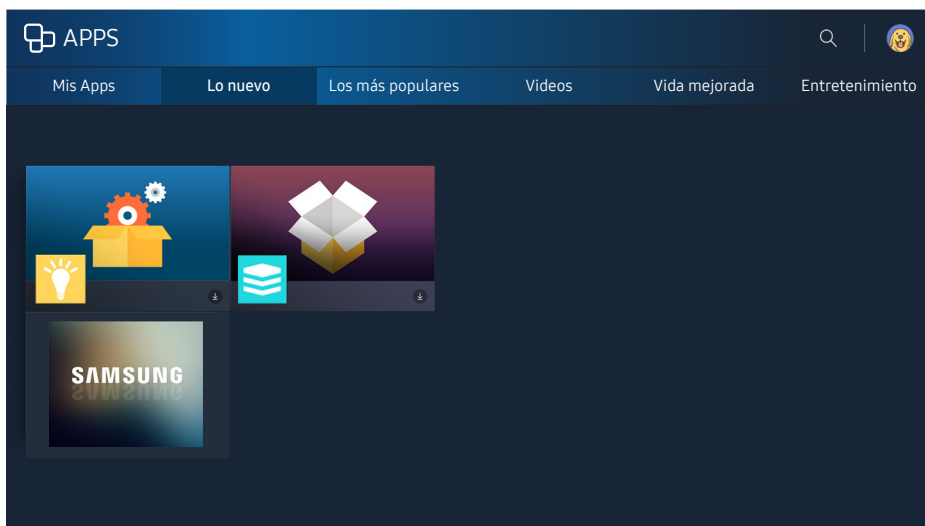 APPS
Mis Apps Lo nuevo Los más populares Videos Vida mejorada Entretenimiento
SAMSUNG